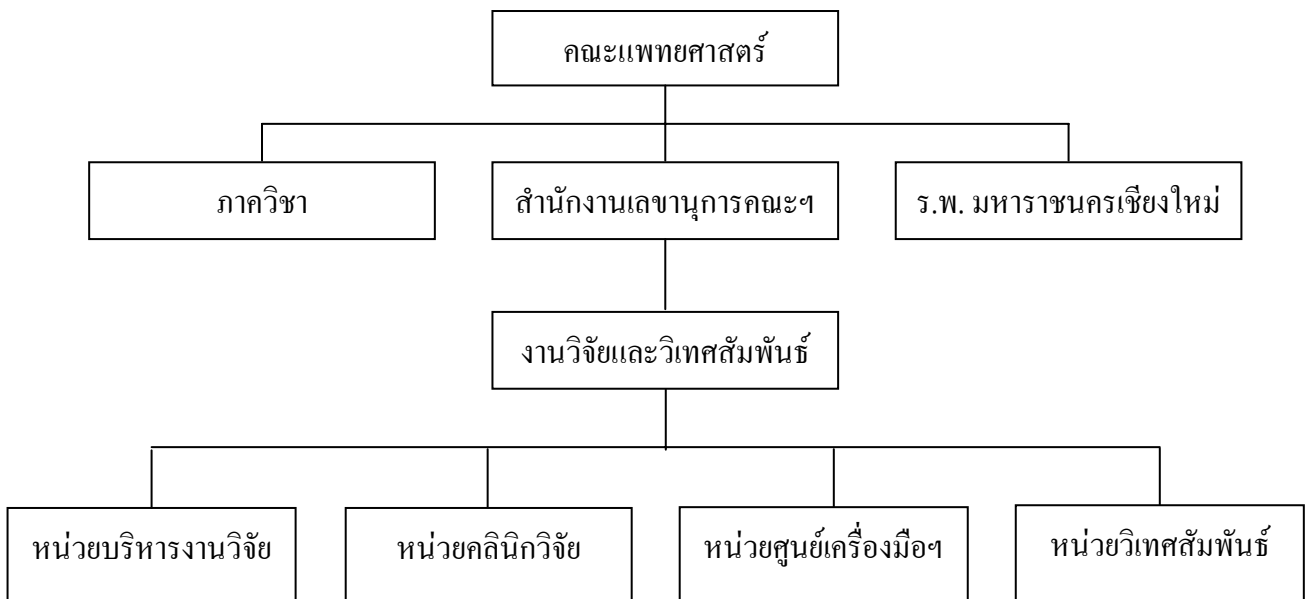 คณะแพทยศาสตร์
ภาควิชา
สำนักงานเลขานุการคณะฯ
ร.พ. มหาราชนครเชียงใหม่
งานวิจัยและวิเทศสัมพันธ์
หน่วยบริหารงานวิจัย
หน่วยคลินิกวิจัย
หน่วยศูนย์เครื่องมือฯ
หน่วยวิเทศสัมพันธ์